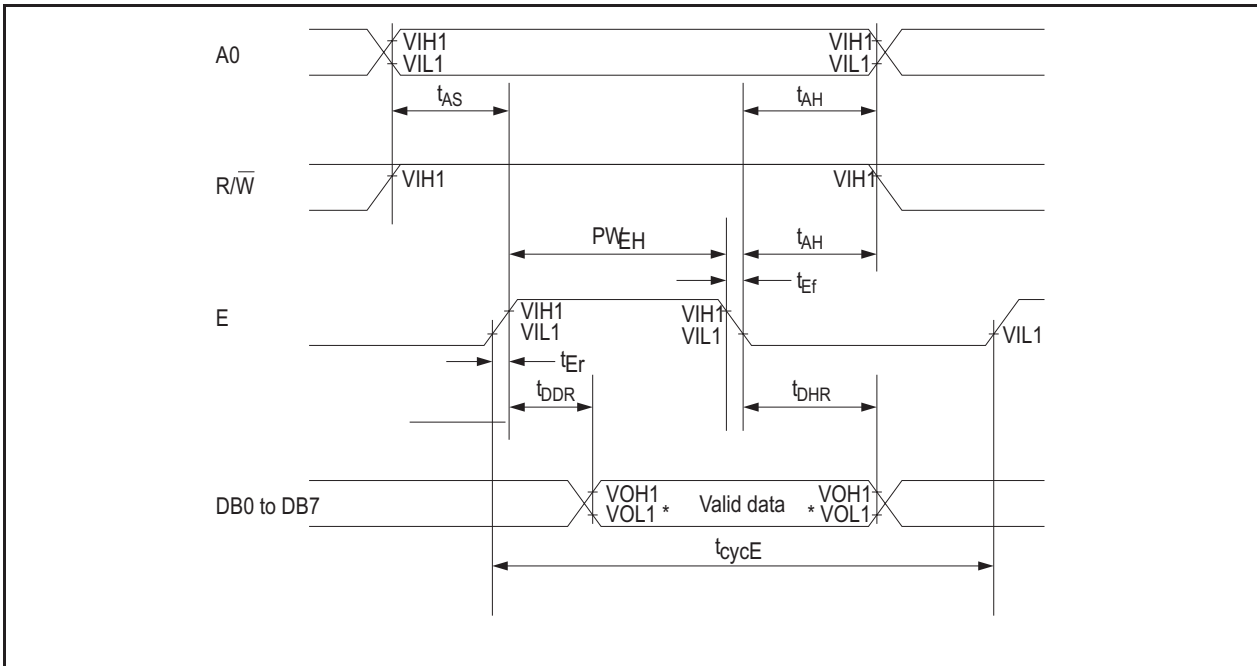 A0
VIH1
VIL1
VIH1
VIL1
tAS
tAH
R/W̅
VIH1
VIH1
PWEH
tAH
tEf
E
VIH1
VIL1
VIH1
VIL1
VIL1
tEr
tDDR
tDHR
DB0 to DB7
VOH1
VOL1 *
Valid data
VOH1
* VOL1
tcycE